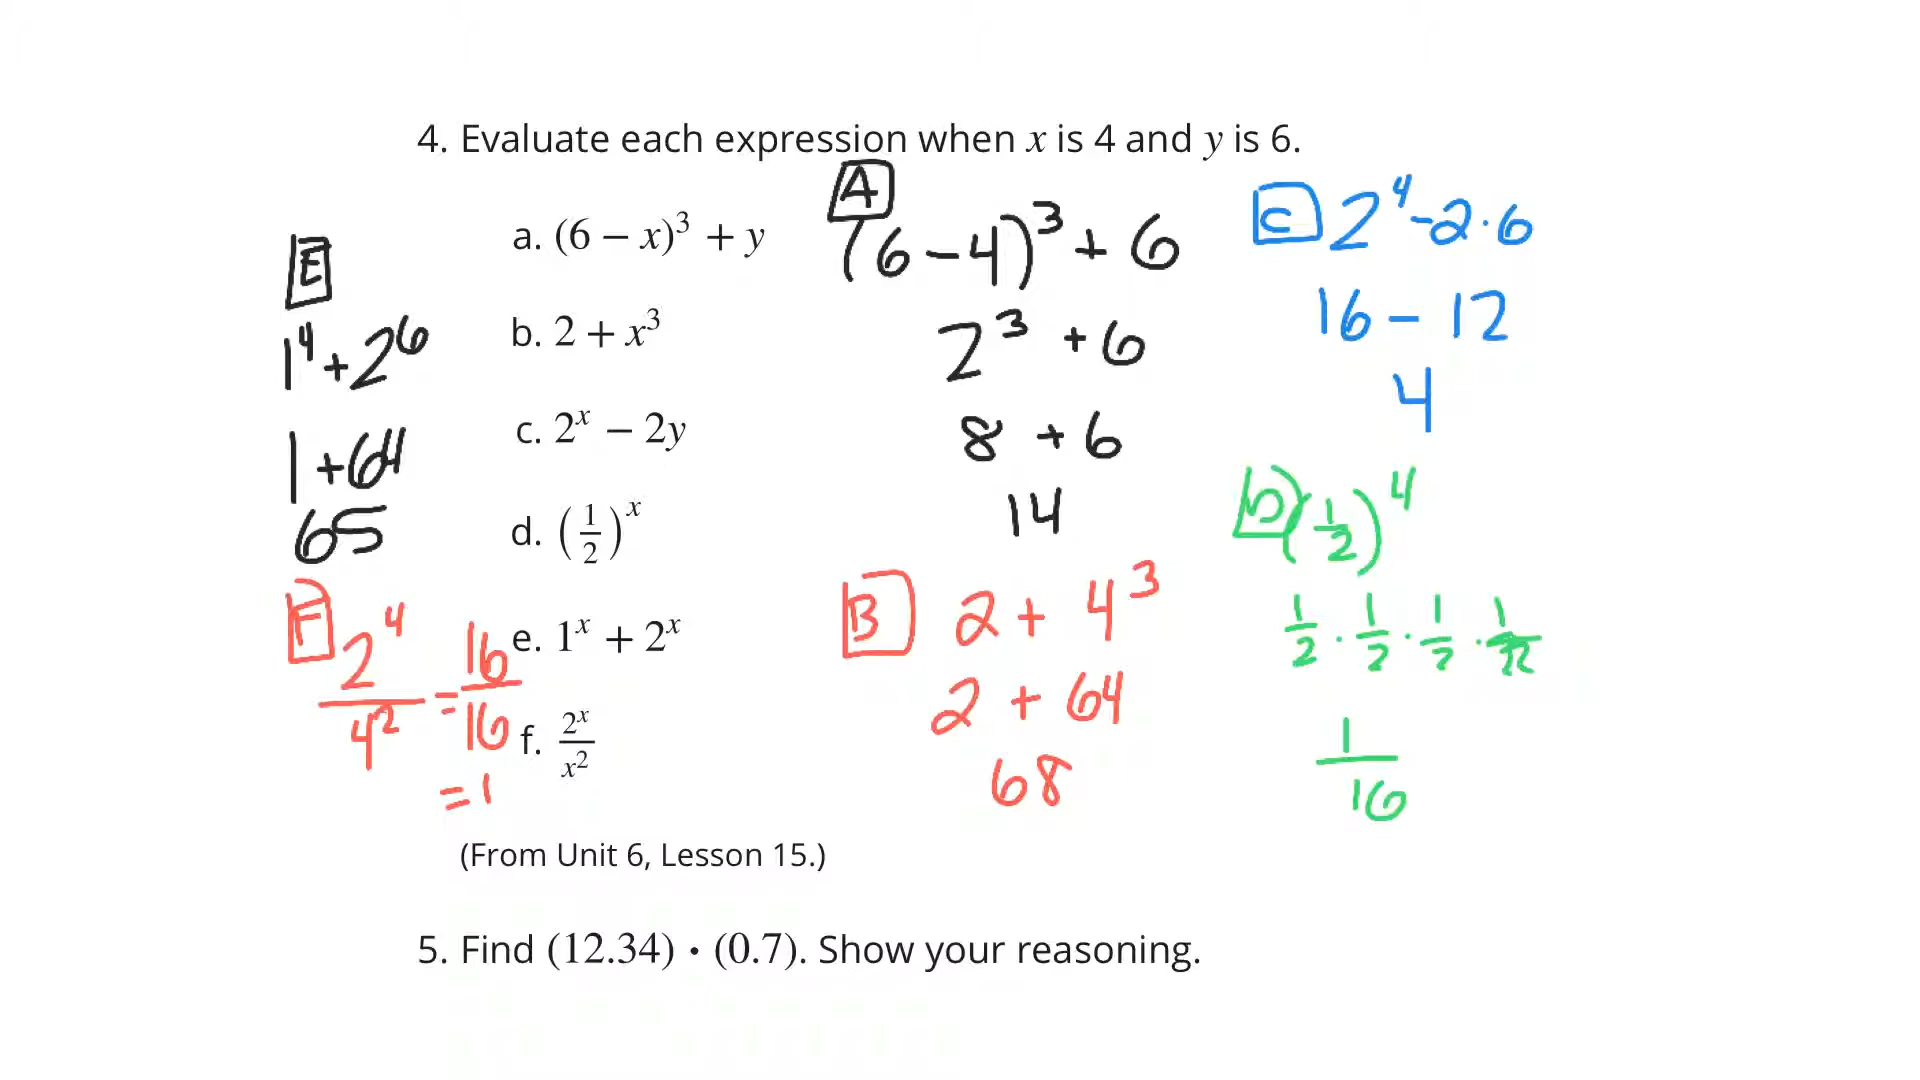 4. Evaluate each expression when x is 4 and y is 6.
a. (6 − x)³ + y
b. 2 + x³
c. 2ˣ − 2y
d. (1/2)ˣ
e. 1ˣ + 2ˣ
f. 2ˣ/x²
(From Unit 6, Lesson 15.)
5. Find (12.34) · (0.7). Show your reasoning.
E
1⁴ + 2⁶
1 + 64
65
F
2⁴/4² = 16/16
= 1
A
(6 − 4)³ + 6
2³ + 6
8 + 6
14
B 2 + 4³
2 + 64
68
C 2⁴ − 2 · 6
16 − 12
4
D (1/2)⁴
1/2 · 1/2 · 1/2 · 1/2
1/16